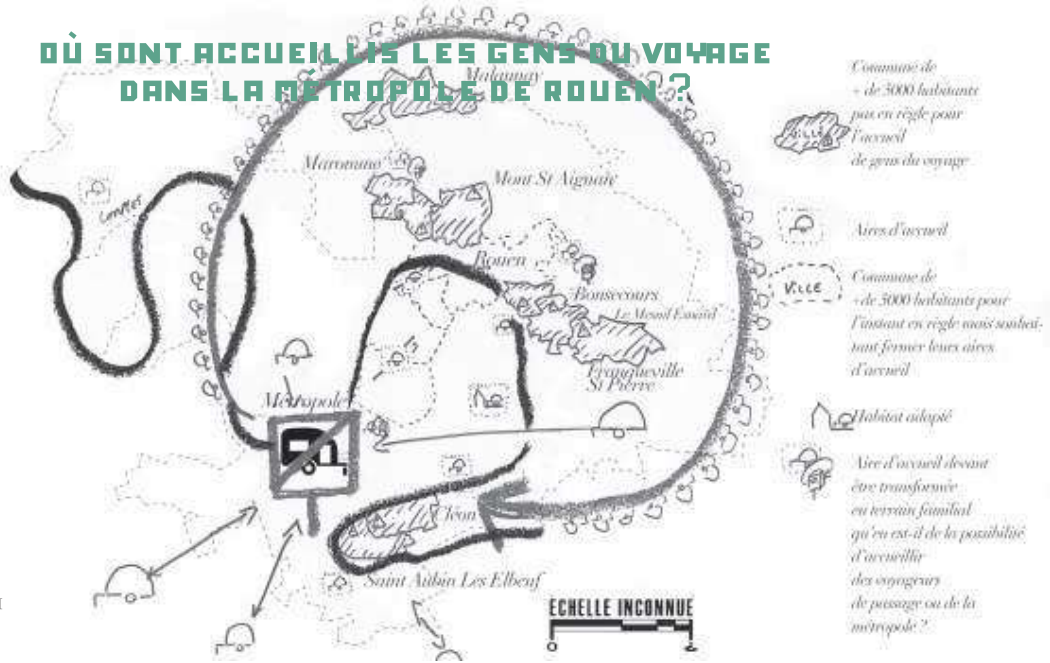 OÙ SONT ACCUEILLIS LES GENS DU VOYAGE
DANS LA MÉTROPOLE DE ROUEN ?
Malaunay
Maromme
Mont St Aignan
Rouen
Bonsecours
Le Mesnil Esnard
Franqueville
St Pierre
Métropole
Cléon
Saint Aubin Les Elbeuf
ECHELLE INCONNUE
0
Commune de
+ de 5000 habitants
pas en règle pour
l'accueil
de gens du voyage
VILLE
Aires d'accueil
VILLE
Commune de
+de 5000 habitants pour
l'instant en règle mais souhai-
tant fermer leurs aires
d'accueil
Habitat adapté
Aire d'accueil devant
être transformée
en terrain familial
qu'en est-il de la possibilité
d'accueillir
des voyageurs
de passage ou de la
métropole ?